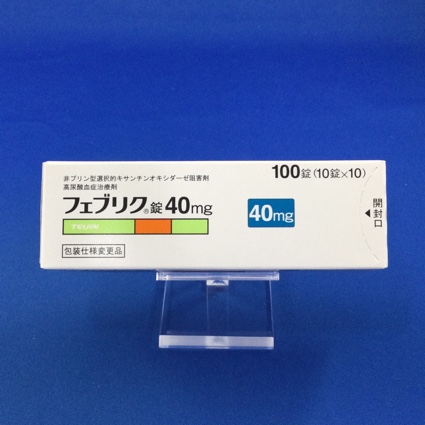 非プリン型選択的キサンチンオキシダーゼ阻害剤
高尿酸血症治療剤
フェブリク®錠40mg
TEIJIN
包装仕様変更品
100錠(10錠×10)
40mg
◀開封口